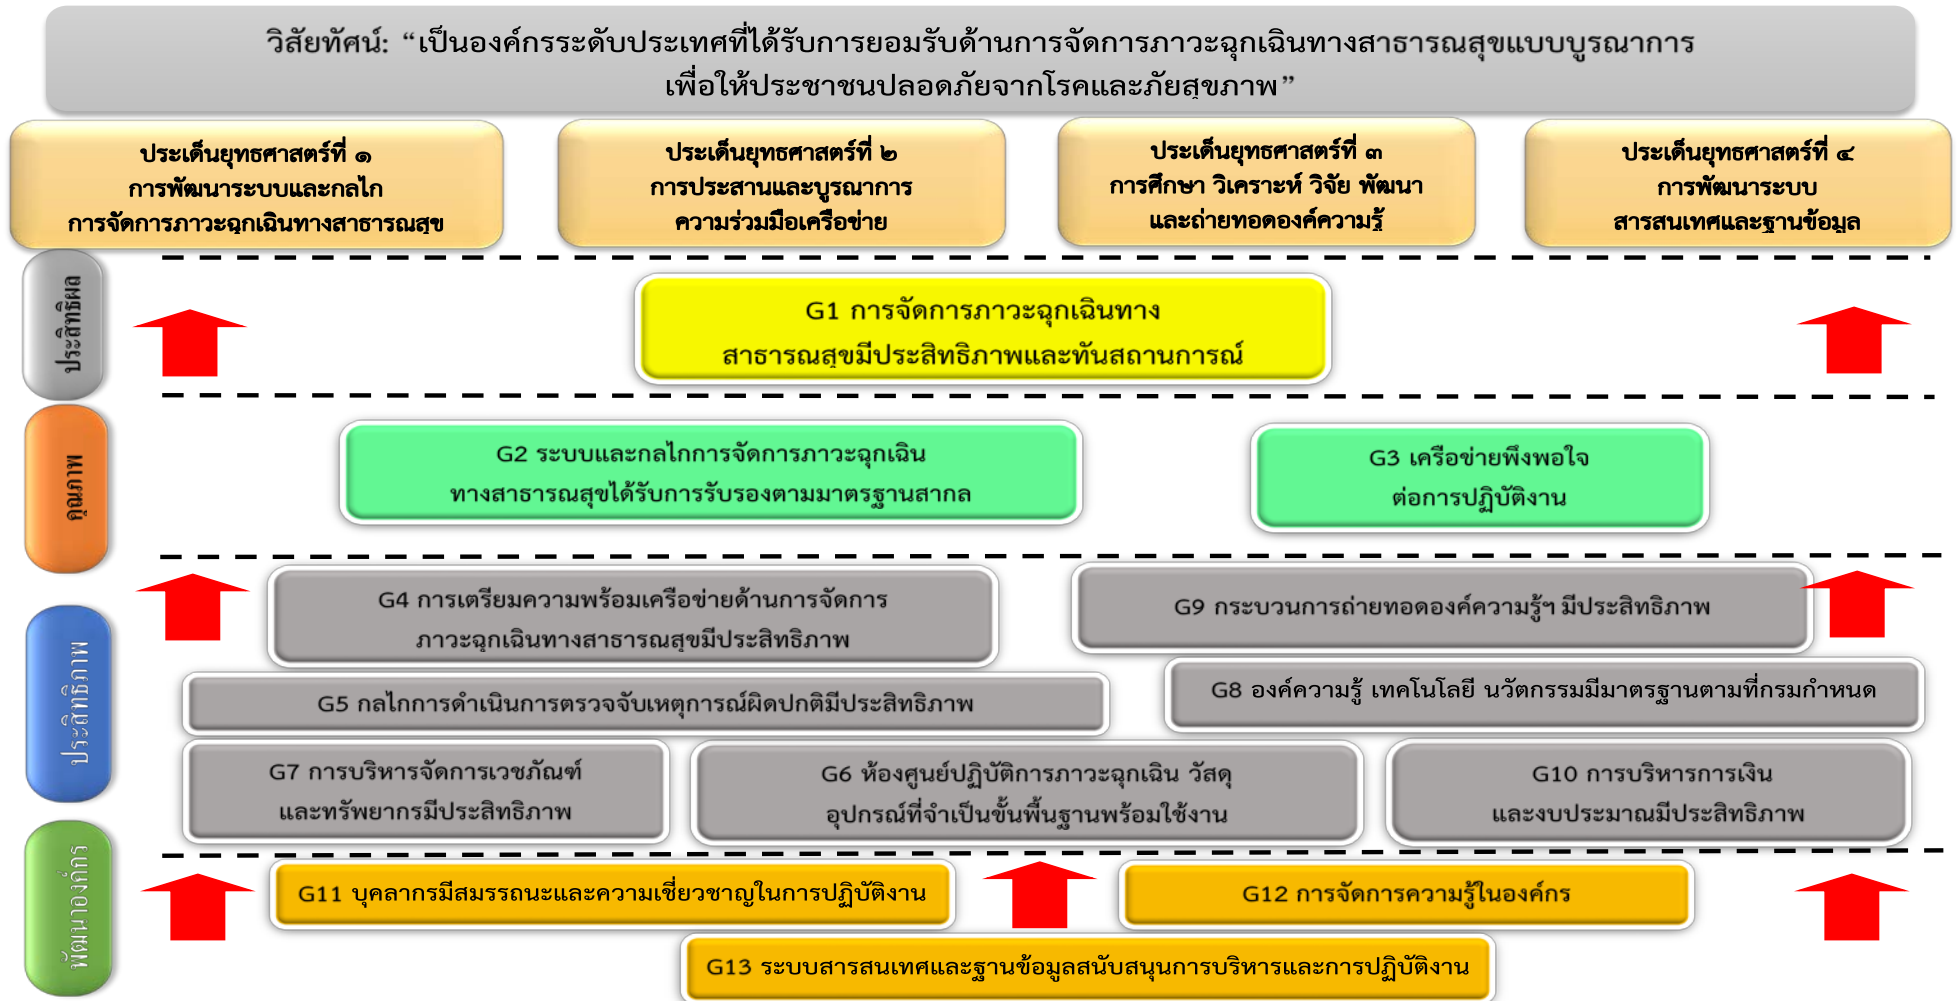 วิสัยทัศน์: “เป็นองค์กรระดับประเทศที่ได้รับการยอมรับด้านการจัดการภาวะฉุกเฉินทางสาธารณสุขแบบบูรณาการ
เพื่อให้ประชาชนปลอดภัยจากโรคและภัยสุขภาพ”
ประเด็นยุทธศาสตร์ที่ ๑
การพัฒนาระบบและกลไก
การจัดการภาวะฉุกเฉินทางสาธารณสุข
ประเด็นยุทธศาสตร์ที่ ๒
การประสานและบูรณาการ
ความร่วมมือเครือข่าย
ประเด็นยุทธศาสตร์ที่ ๓
การศึกษา วิเคราะห์ วิจัย พัฒนา
และถ่ายทอดองค์ความรู้
ประเด็นยุทธศาสตร์ที่ ๔
การพัฒนาระบบ
สารสนเทศและฐานข้อมูล
ประสิทธิผล
G1 การจัดการภาวะฉุกเฉินทาง
สาธารณสุขมีประสิทธิภาพและทันสถานการณ์
คุณภาพ
G2 ระบบและกลไกการจัดการภาวะฉุกเฉิน
ทางสาธารณสุขได้รับการรับรองตามมาตรฐานสากล
G3 เครือข่ายพึงพอใจ
ต่อการปฏิบัติงาน
ประสิทธิภาพ
G4 การเตรียมความพร้อมเครือข่ายด้านการจัดการ
ภาวะฉุกเฉินทางสาธารณสุขมีประสิทธิภาพ
G9 กระบวนการถ่ายทอดองค์ความรู้ฯ มีประสิทธิภาพ
G5 กลไกการดำเนินการตรวจจับเหตุการณ์ผิดปกติมีประสิทธิภาพ
G8 องค์ความรู้ เทคโนโลยี นวัตกรรมมีมาตรฐานตามที่กรมกำหนด
G7 การบริหารจัดการเวชภัณฑ์
และทรัพยากรมีประสิทธิภาพ
G6 ห้องศูนย์ปฏิบัติการภาวะฉุกเฉิน วัสดุ
อุปกรณ์ที่จำเป็นขั้นพื้นฐานพร้อมใช้งาน
G10 การบริหารการเงิน
และงบประมาณมีประสิทธิภาพ
พัฒนาองค์กร
G11 บุคลากรมีสมรรถนะและความเชี่ยวชาญในการปฏิบัติงาน
G12 การจัดการความรู้ในองค์กร
G13 ระบบสารสนเทศและฐานข้อมูลสนับสนุนการบริหารและการปฏิบัติงาน